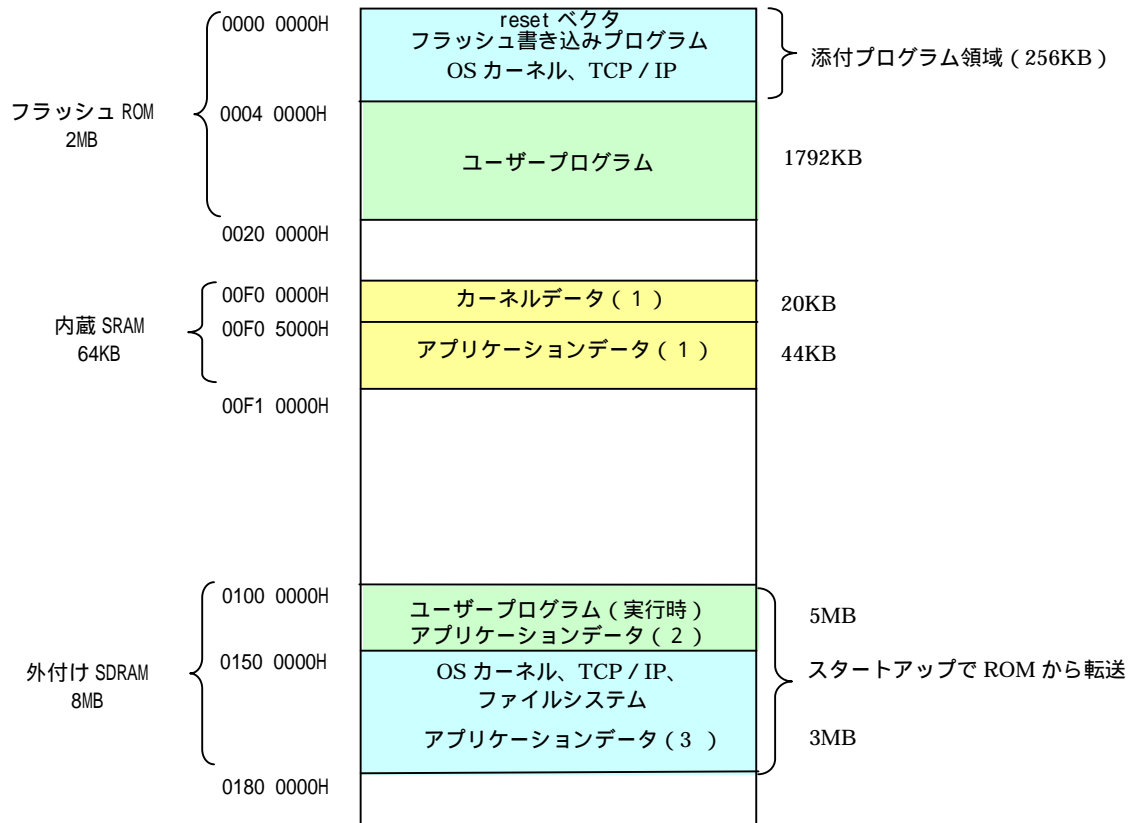 reset ベクタ
0000 0000H
フラッシュ書き込みプログラム
添付プログラム領域(256KB)
OS カーネル、TCP/IP
フラッシュ ROM
2MB
0004 0000H
ユーザープログラム
1792KB
0020 0000H
00F0 0000H
カーネルデータ(1)
20KB
内蔵 SRAM
64KB
00F0 5000H
アプリケーションデータ(1)
44KB
00F1 0000H
0100 0000H
ユーザープログラム(実行時)
アプリケーションデータ(2)
5MB
外付け SDRAM
8MB
0150 0000H
OS カーネル、TCP/IP、
ファイルシステム
スタートアップで ROM から転送
アプリケーションデータ(3 )
3MB
0180 0000H